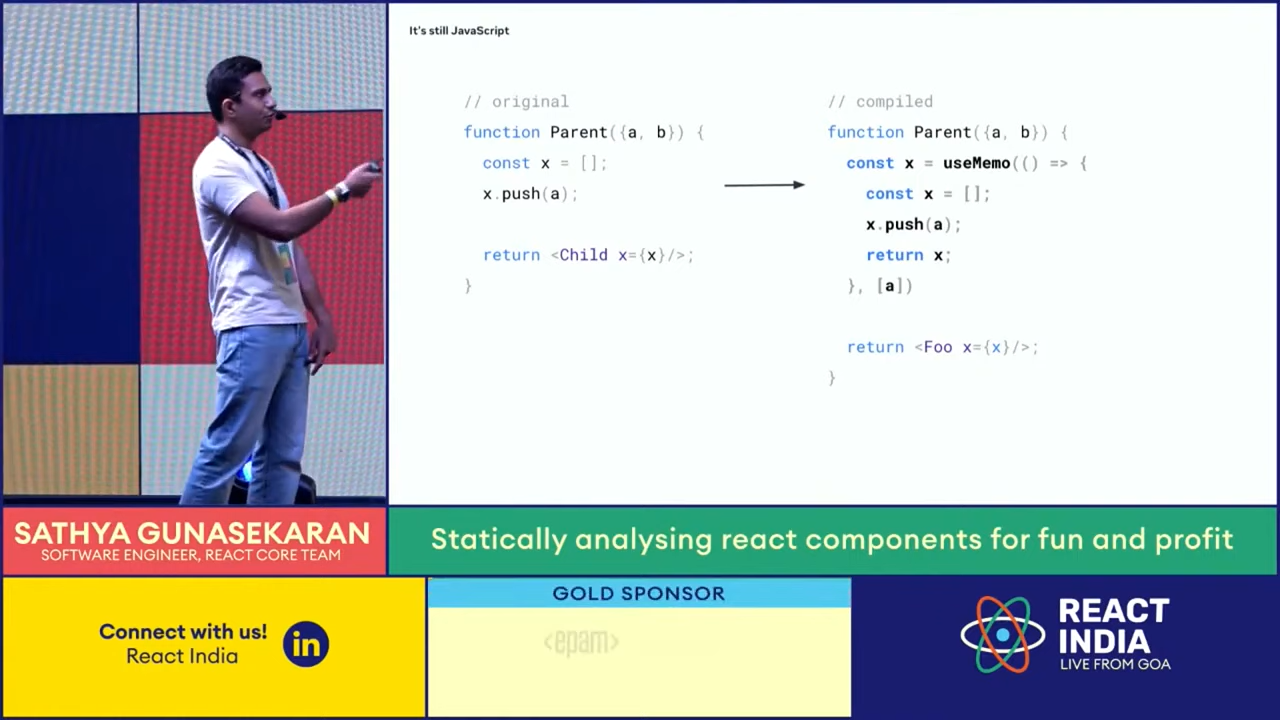 It's still JavaScript
// original
function Parent({a, b}) {
const x = [];
x.push(a);
return <Child x={x}/>;
}
// compiled
function Parent({a, b}) {
const x = useMemo(() => {
const x = [];
x.push(a);
return x;
}, [a])
return <Foo x={x}/>;
}
SATHYA GUNASEKARAN
SOFTWARE ENGINEER, REACT CORE TEAM
Statically analysing react components for fun and profit
Connect with us!
React India
in
GOLD SPONSOR
<epam>
REACT
INDIA
LIVE FROM GOA